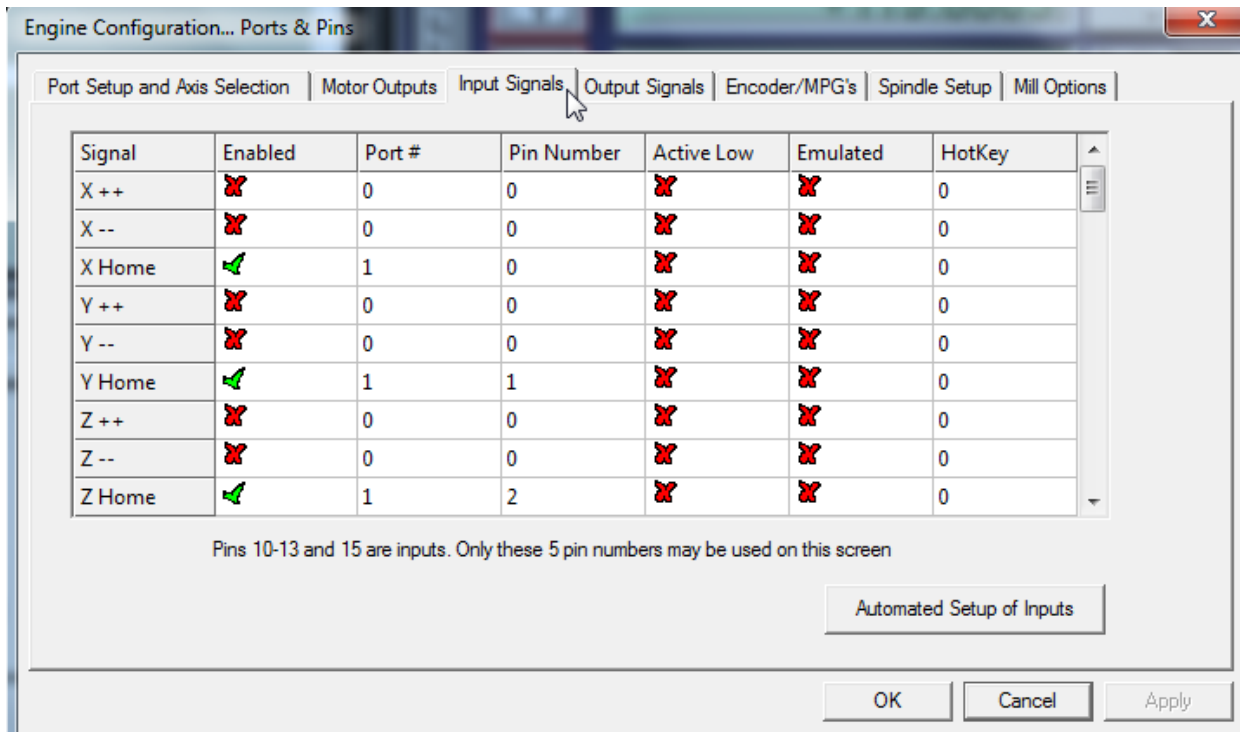 Engine Configuration... Ports & Pins
Port Setup and Axis Selection Motor Outputs Input Signals Output Signals Encoder/MPG's Spindle Setup Mill Options
Signal Enabled Port # Pin Number Active Low Emulated HotKey
X ++ 0 0 0
X -- 0 0 0
X Home 1 0 0
Y ++ 0 0 0
Y -- 0 0 0
Y Home 1 1 0
Z ++ 0 0 0
Z -- 0 0 0
Z Home 1 2 0
Pins 10-13 and 15 are inputs. Only these 5 pin numbers may be used on this screen
Automated Setup of Inputs
OK Cancel Apply